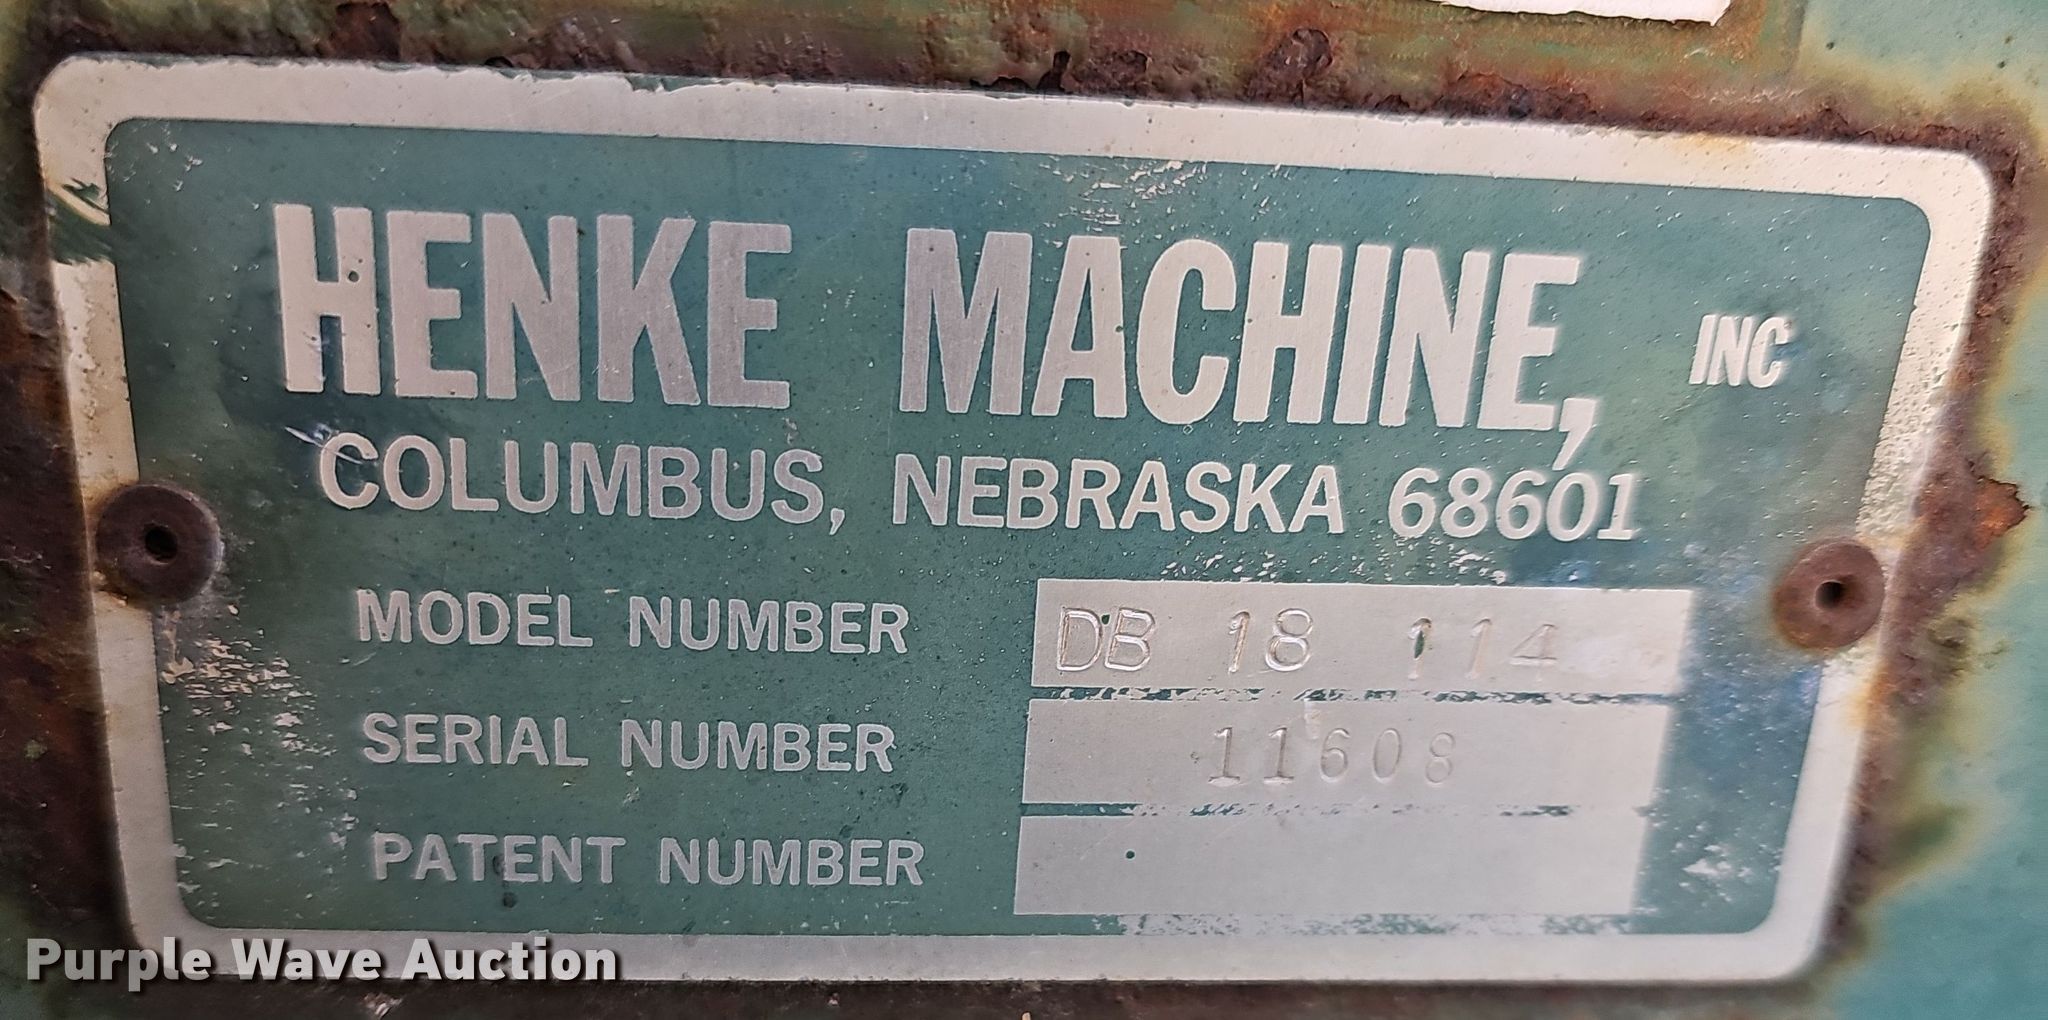 HENKE MACHINE, INC
COLUMBUS, NEBRASKA 68601
MODEL NUMBER DB 18 114
SERIAL NUMBER 11608
PATENT NUMBER
Purple Wave Auction